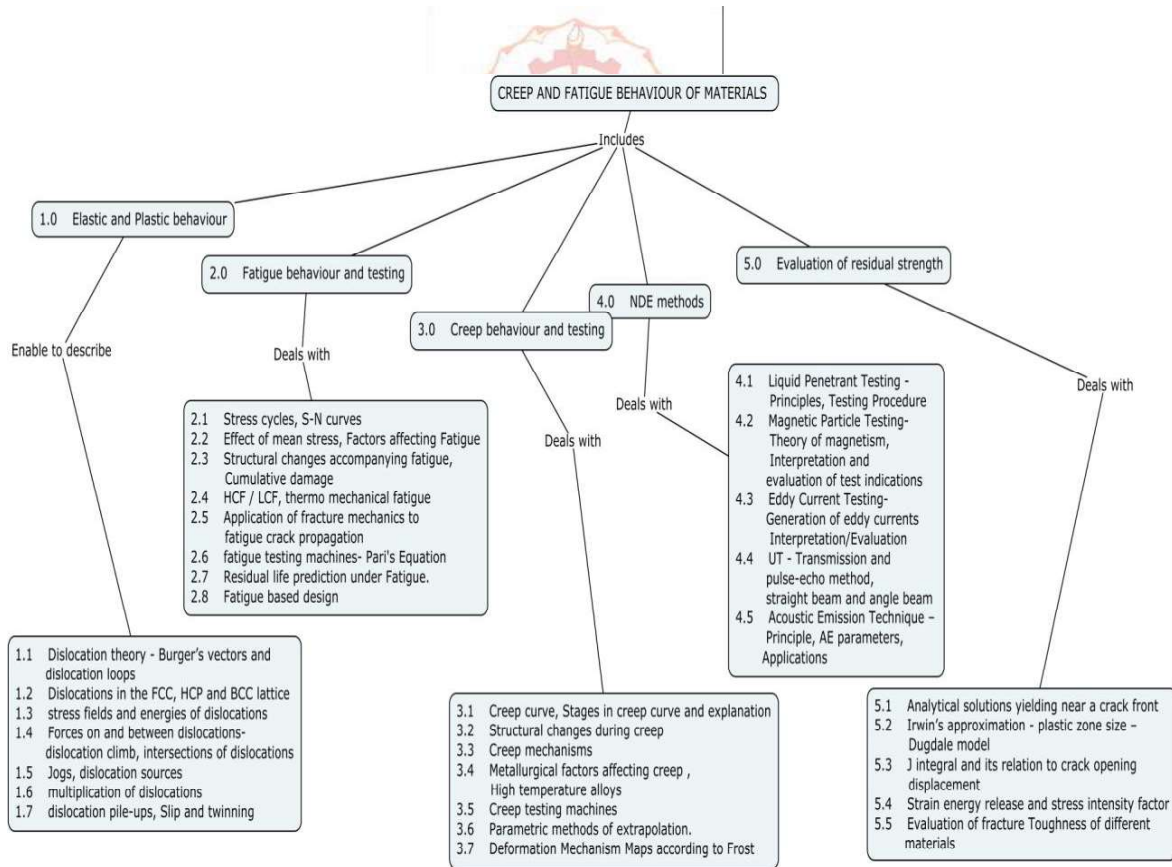 CREEP AND FATIGUE BEHAVIOUR OF MATERIALS
Includes
1.0 Elastic and Plastic behaviour
2.0 Fatigue behaviour and testing
5.0 Evaluation of residual strength
4.0 NDE methods
3.0 Creep behaviour and testing
Enable to describe
Deals with
Deals with
Deals with
Deals with
2.1 Stress cycles, S-N curves
2.2 Effect of mean stress, Factors affecting Fatigue
2.3 Structural changes accompanying fatigue,
Cumulative damage
2.4 HCF / LCF, thermo mechanical fatigue
2.5 Application of fracture mechanics to
fatigue crack propagation
2.6 fatigue testing machines- Pari's Equation
2.7 Residual life prediction under Fatigue.
2.8 Fatigue based design
4.1 Liquid Penetrant Testing -
Principles, Testing Procedure
4.2 Magnetic Particle Testing-
Theory of magnetism,
Interpretation and
evaluation of test indications
4.3 Eddy Current Testing-
Generation of eddy currents
Interpretation/Evaluation
4.4 UT - Transmission and
pulse-echo method,
straight beam and angle beam
4.5 Acoustic Emission Technique –
Principle, AE parameters,
Applications
1.1 Dislocation theory - Burger’s vectors and
dislocation loops
1.2 Dislocations in the FCC, HCP and BCC lattice
1.3 stress fields and energies of dislocations
1.4 Forces on and between dislocations-
dislocation climb, intersections of dislocations
1.5 Jogs, dislocation sources
1.6 multiplication of dislocations
1.7 dislocation pile-ups, Slip and twinning
3.1 Creep curve, Stages in creep curve and explanation
3.2 Structural changes during creep
3.3 Creep mechanisms
3.4 Metallurgical factors affecting creep ,
High temperature alloys
3.5 Creep testing machines
3.6 Parametric methods of extrapolation.
3.7 Deformation Mechanism Maps according to Frost
5.1 Analytical solutions yielding near a crack front
5.2 Irwin’s approximation - plastic zone size –
Dugdale model
5.3 J integral and its relation to crack opening
displacement
5.4 Strain energy release and stress intensity factor
5.5 Evaluation of fracture Toughness of different
materials